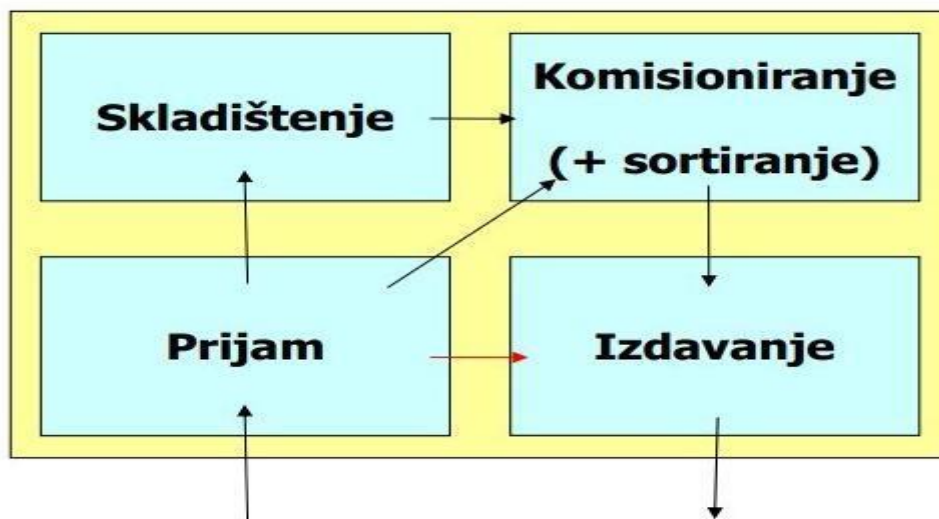 Skladištenje
Komisioniranje
(+ sortiranje)
Prijam
Izdavanje